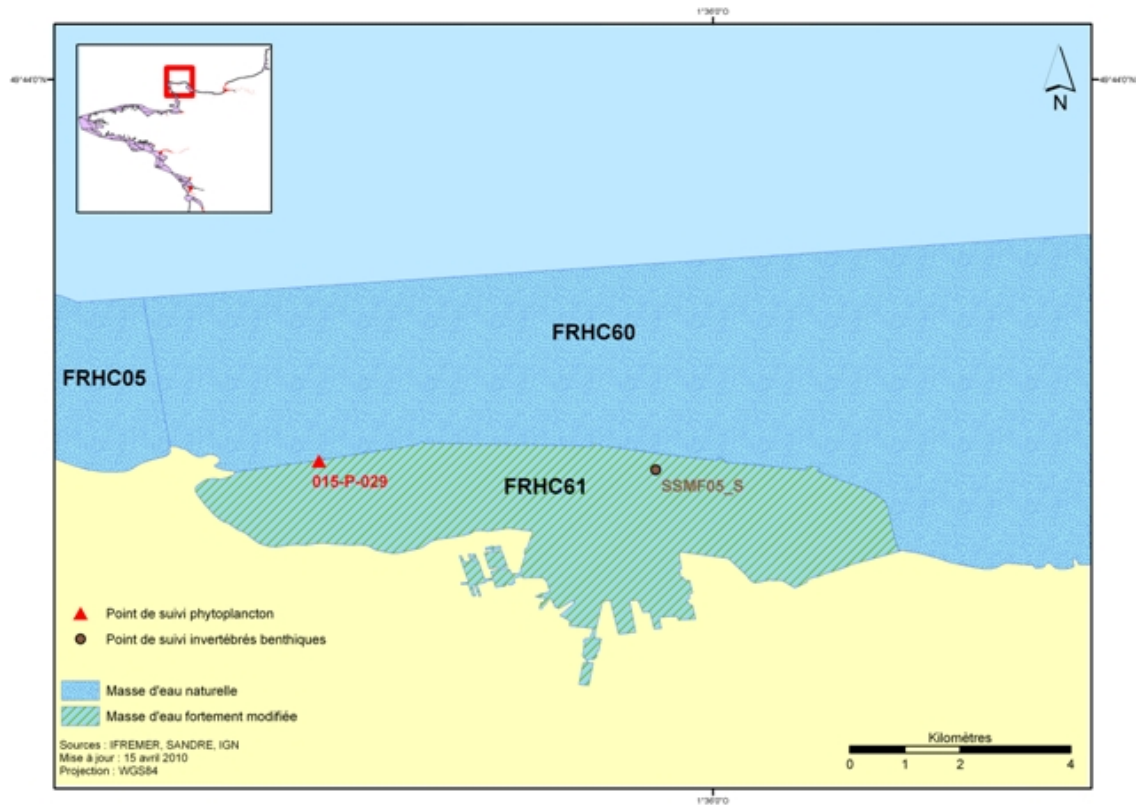 1°36'0"O
49°44'0"N
49°44'0"N
N
FRHC60
FRHC05
015-P-029
FRHC61
SSMF05_S
Point de suivi phytoplancton
Point de suivi invertébrés benthiques
Masse d'eau naturelle
Masse d'eau fortement modifiée
Sources : IFREMER, SANDRE, IGN
Mise à jour : 15 avril 2010
Projection : WGS84
Kilomètres
0 1 2 4
1°36'0"O